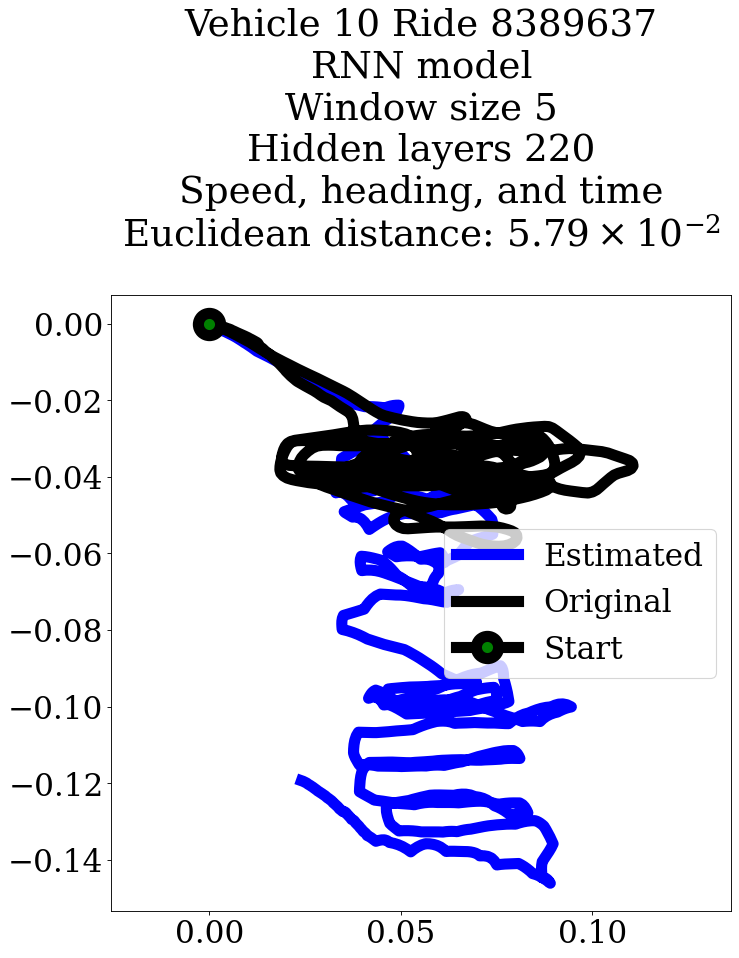 Vehicle 10 Ride 8389637
RNN model
Window size 5
Hidden layers 220
Speed, heading, and time
Euclidean distance: 5.79 × 10⁻²
0.00
−0.02
−0.04
−0.06
−0.08
−0.10
−0.12
−0.14
Estimated
Original
Start
0.00 0.05 0.10